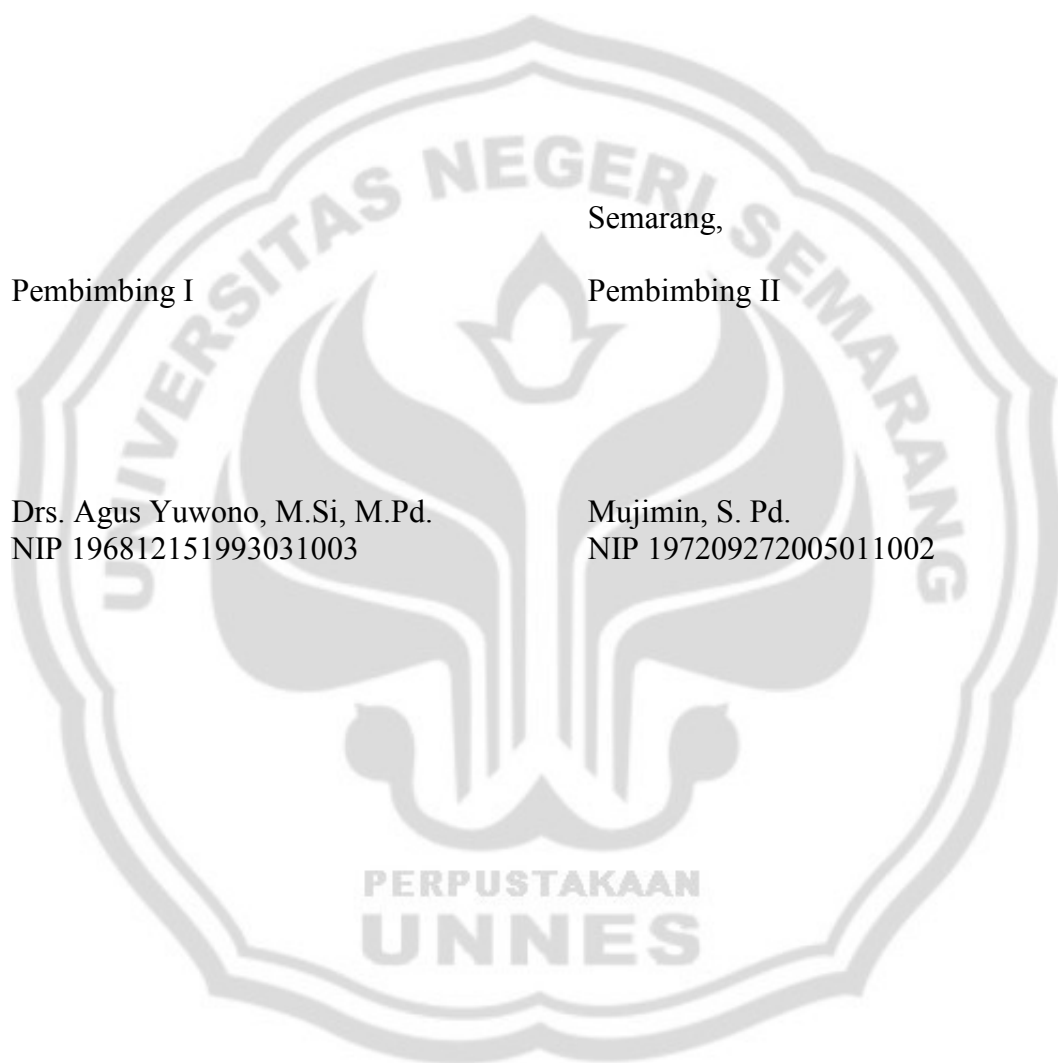 UNIVERSITAS NEGERI SEMARANG
Semarang,
Pembimbing I Pembimbing II
Drs. Agus Yuwono, M.Si, M.Pd. Mujimin, S. Pd.
NIP 196812151993031003 NIP 197209272005011002
PERPUSTAKAAN
UNNES